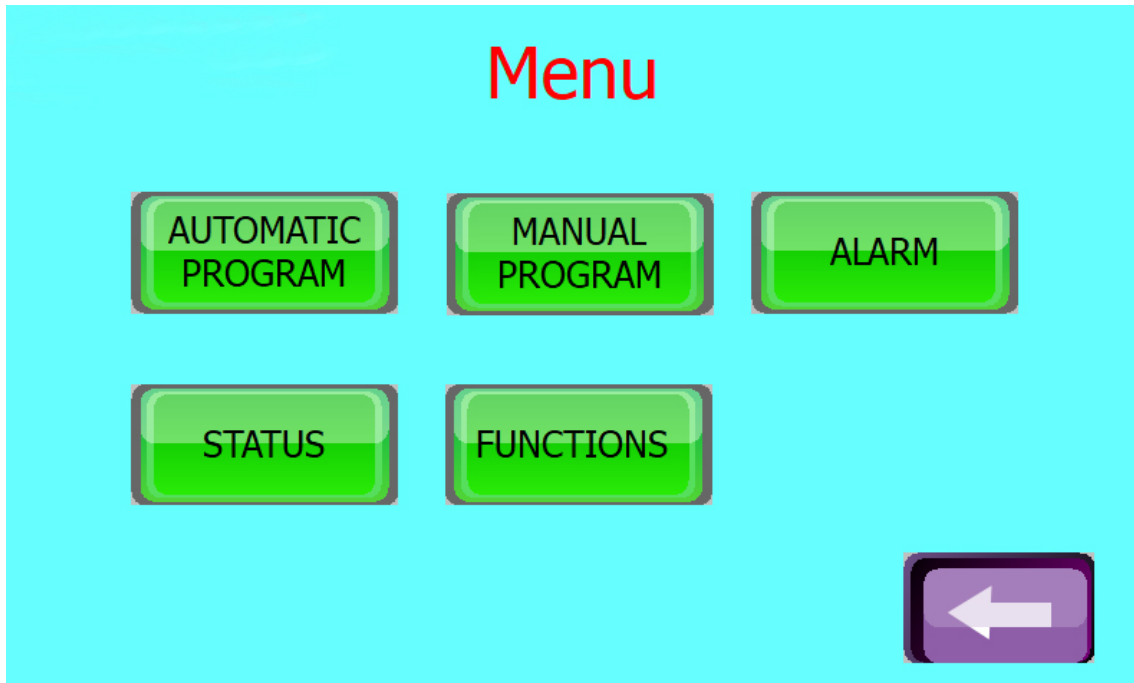 Menu
AUTOMATIC
PROGRAM
MANUAL
PROGRAM
ALARM
STATUS
FUNCTIONS